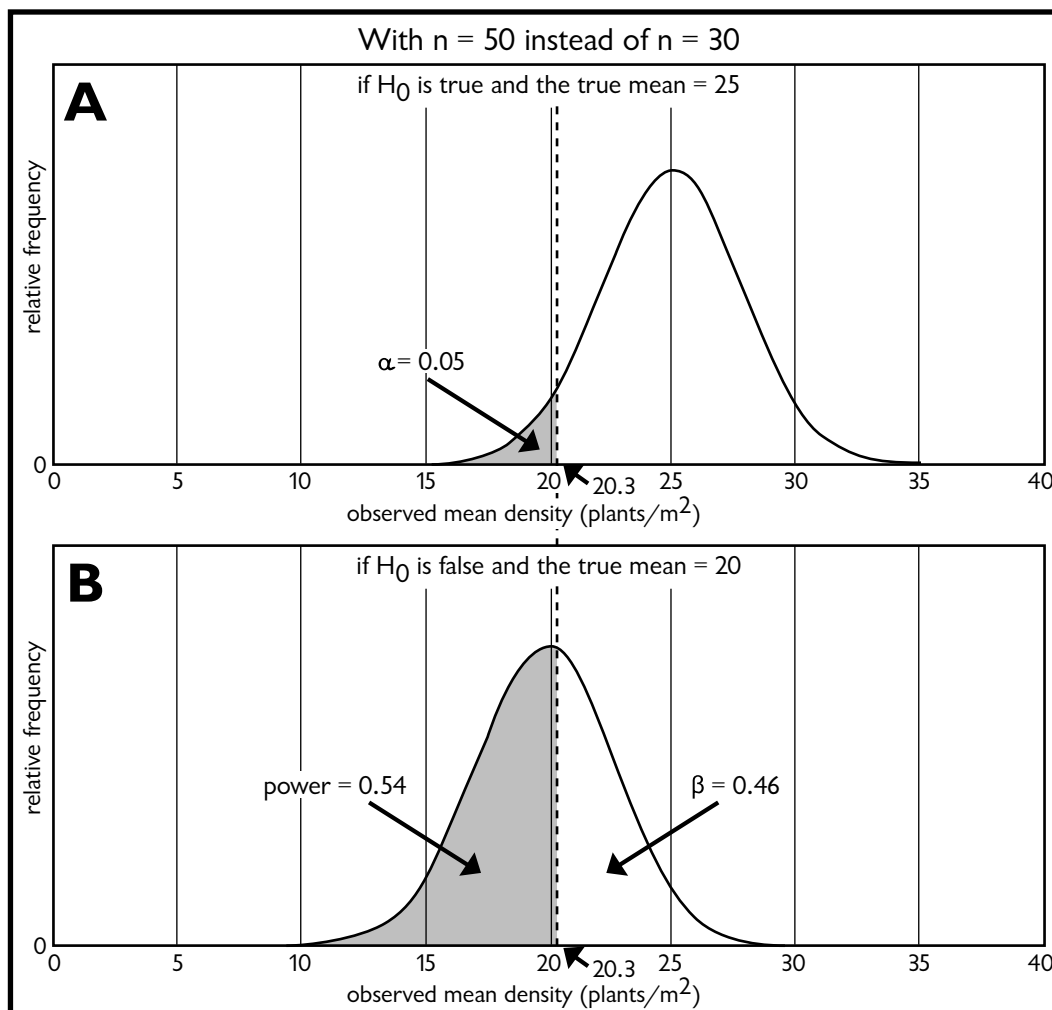 With n = 50 instead of n = 30
A
if H0 is true and the true mean = 25
relative frequency
α = 0.05
0
0 5 10 15 20 25 30 35 40
20.3
observed mean density (plants/m2)
B
if H0 is false and the true mean = 20
relative frequency
power = 0.54
β = 0.46
0
0 5 10 15 20 25 30 35 40
20.3
observed mean density (plants/m2)